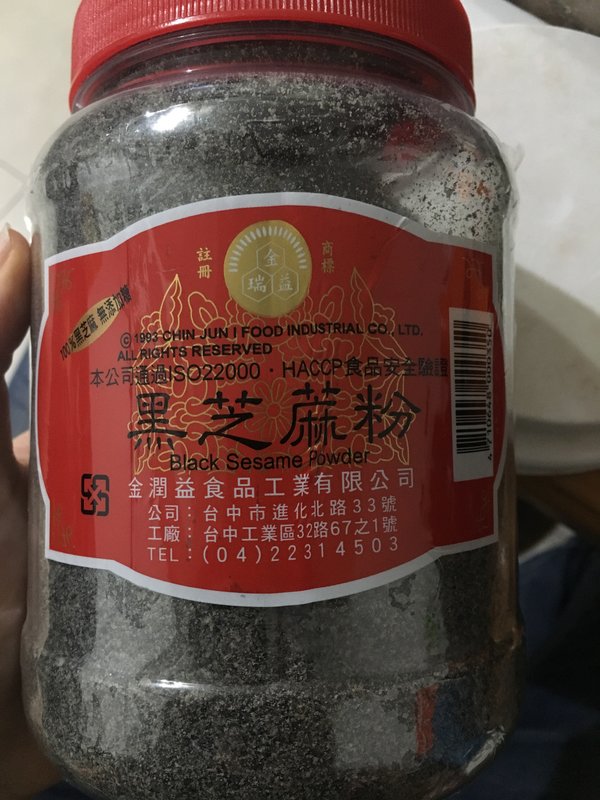 註冊
商標
金
瑞益
100%黑芝麻 無添加糖
© 1993 CHIN JUN I FOOD INDUSTRIAL CO., LTD.
ALL RIGHTS RESERVED
本公司通過ISO22000・HACCP食品安全驗證
黑芝蔴粉
Black Sesame Powder
金潤益食品工業有限公司
公司：台中市進化北路33號
工廠：台中工業區32路67之1號
TEL：(04)22314503